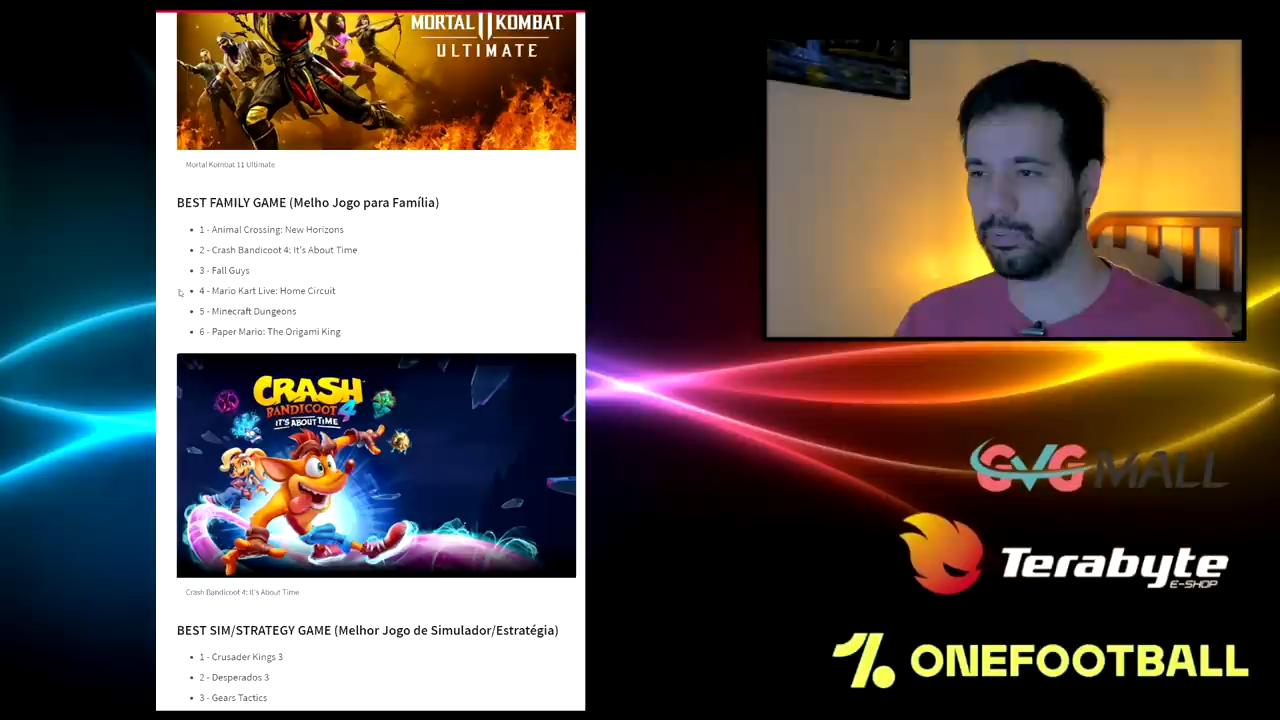 MORTAL 11 KOMBAT
ULTIMATE
Mortal Kombat 11 Ultimate
BEST FAMILY GAME (Melho Jogo para Família)
1 - Animal Crossing: New Horizons
2 - Crash Bandicoot 4: It's About Time
3 - Fall Guys
4 - Mario Kart Live: Home Circuit
5 - Minecraft Dungeons
6 - Paper Mario: The Origami King
CRASH
BANDICOOT 4
IT'S ABOUT TIME
Crash Bandicoot 4: It's About Time
BEST SIM/STRATEGY GAME (Melhor Jogo de Simulador/Estratégia)
1 - Crusader Kings 3
2 - Desperados 3
3 - Gears Tactics
GVGMALL
Terabyte
E-SHOP
ONEFOOTBALL